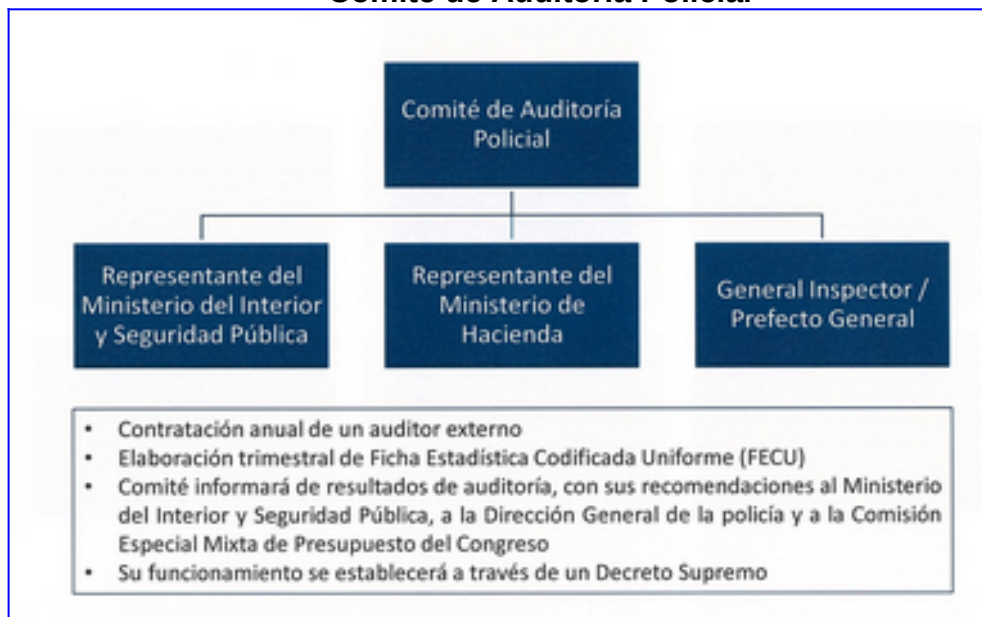 Comité de Auditoría Policial
Comité de Auditoría
Policial
Representante del
Ministerio del Interior
y Seguridad Pública
Representante del
Ministerio de
Hacienda
General Inspector /
Prefecto General
• Contratación anual de un auditor externo
• Elaboración trimestral de Ficha Estadística Codificada Uniforme (FECU)
• Comité informará de resultados de auditoría, con sus recomendaciones al Ministerio
del Interior y Seguridad Pública, a la Dirección General de la policía y a la Comisión
Especial Mixta de Presupuesto del Congreso
• Su funcionamiento se establecerá a través de un Decreto Supremo